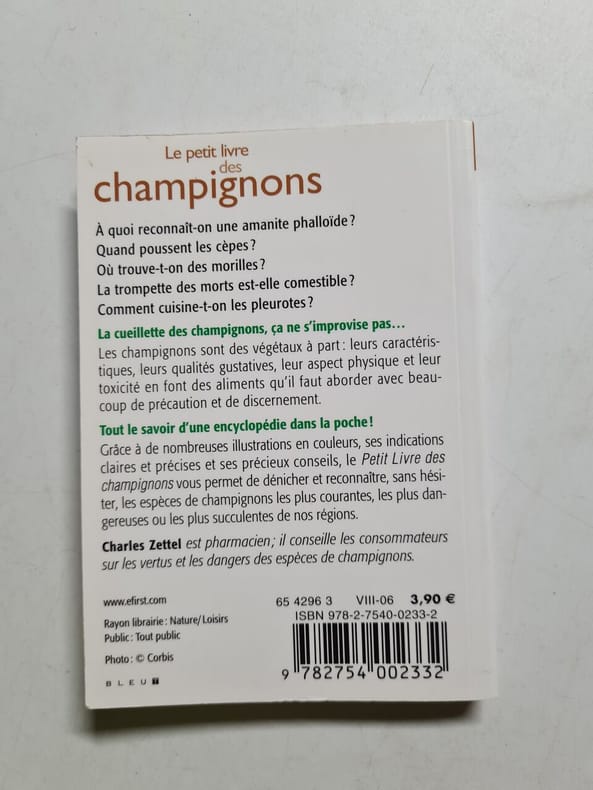 Le petit livre
des
champignons
À quoi reconnaît-on une amanite phalloïde ?
Quand poussent les cèpes ?
Où trouve-t-on des morilles ?
La trompette des morts est-elle comestible ?
Comment cuisine-t-on les pleurotes ?
La cueillette des champignons, ça ne s'improvise pas…
Les champignons sont des végétaux à part : leurs caractéris-
tiques, leurs qualités gustatives, leur aspect physique et leur
toxicité en font des aliments qu'il faut aborder avec beau-
coup de précaution et de discernement.
Tout le savoir d'une encyclopédie dans la poche !
Grâce à de nombreuses illustrations en couleurs, ses indications
claires et précises et ses précieux conseils, le Petit Livre des
champignons vous permet de dénicher et reconnaître, sans hési-
ter, les espèces de champignons les plus courantes, les plus dan-
gereuses ou les plus succulentes de nos régions.
Charles Zettel est pharmacien ; il conseille les consommateurs
sur les vertus et les dangers des espèces de champignons.
www.efirst.com
Rayon librairie : Nature/Loisirs
Public : Tout public
Photo : © Corbis
BLEU T
65 4296 3 VIII-06 3,90 €
ISBN 978-2-7540-0233-2
9 782754 002332